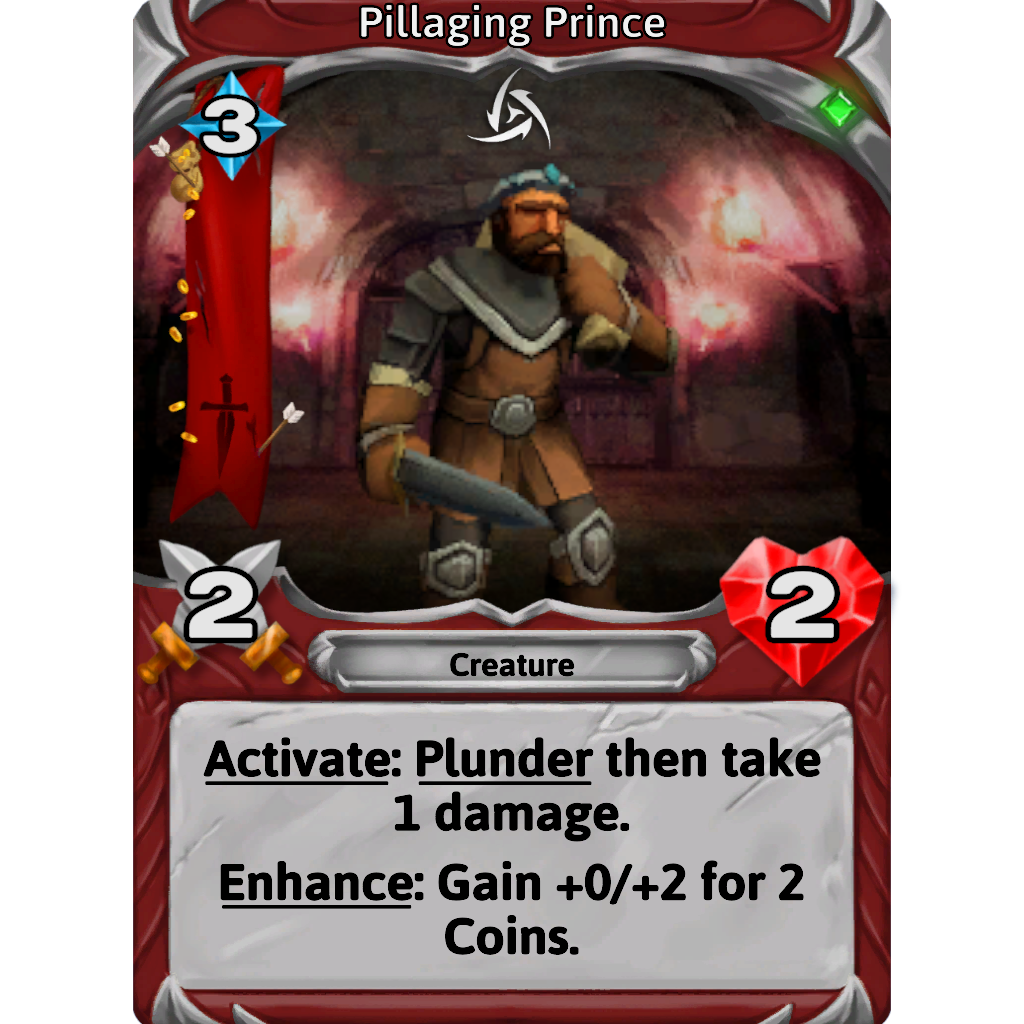 Pillaging Prince
3
2
2
Creature
Activate: Plunder then take
1 damage.
Enhance: Gain +0/+2 for 2
Coins.